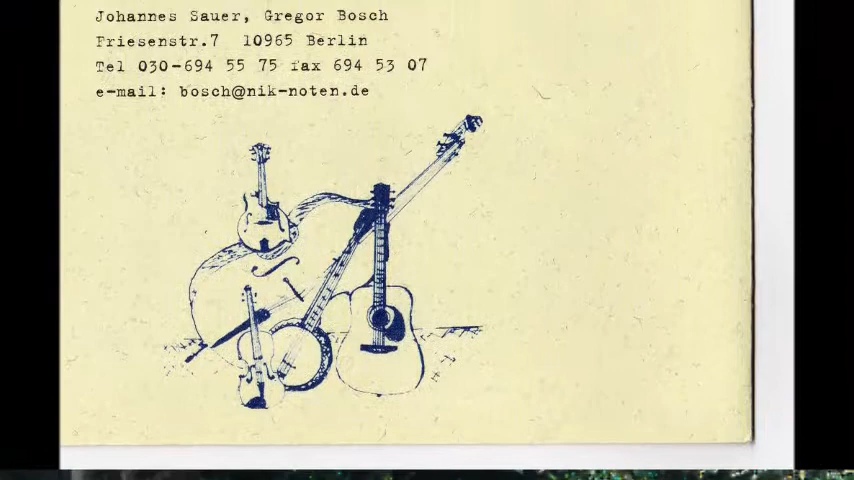 Johannes Sauer, Gregor Bosch
Friesenstr.7 10965 Berlin
Tel 030-694 55 75 fax 694 53 07
e-mail: bosch@nik-noten.de